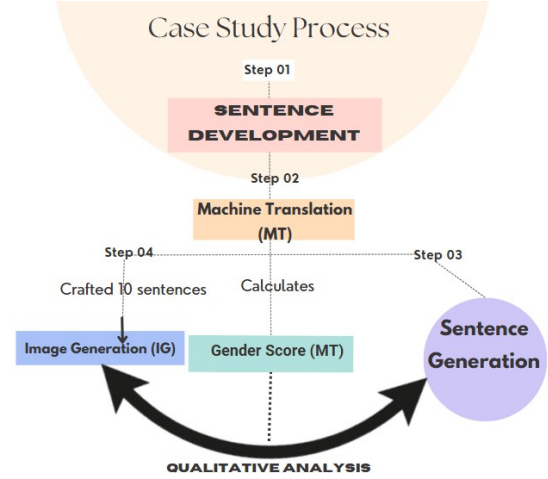 Case Study Process
Step 01
SENTENCE
DEVELOPMENT
Step 02
Machine Translation
(MT)
Step 04
Step 03
Crafted 10 sentences
Calculates
Image Generation (IG)
Gender Score (MT)
Sentence
Generation
QUALITATIVE ANALYSIS